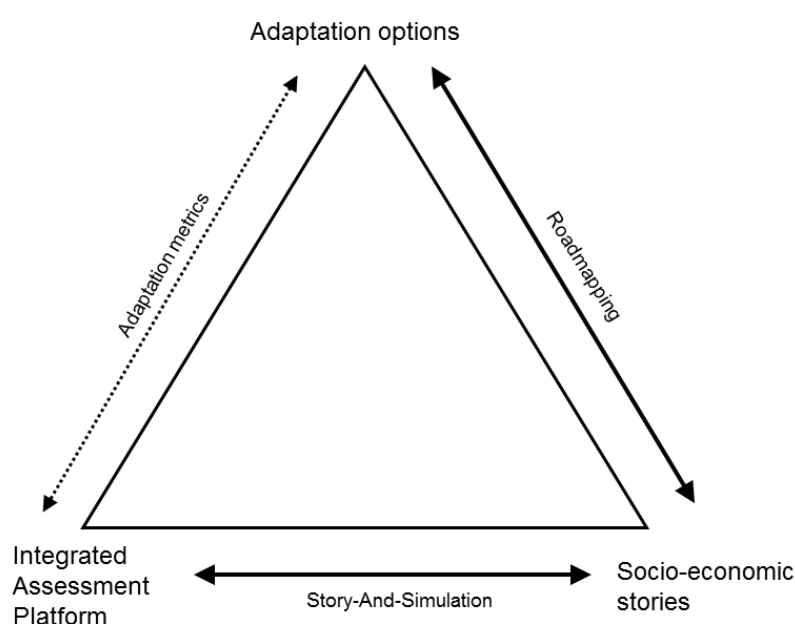 Adaptation options
Adaptation metrics
Roadmapping
Integrated
Assessment
Platform
Story-And-Simulation
Socio-economic
stories